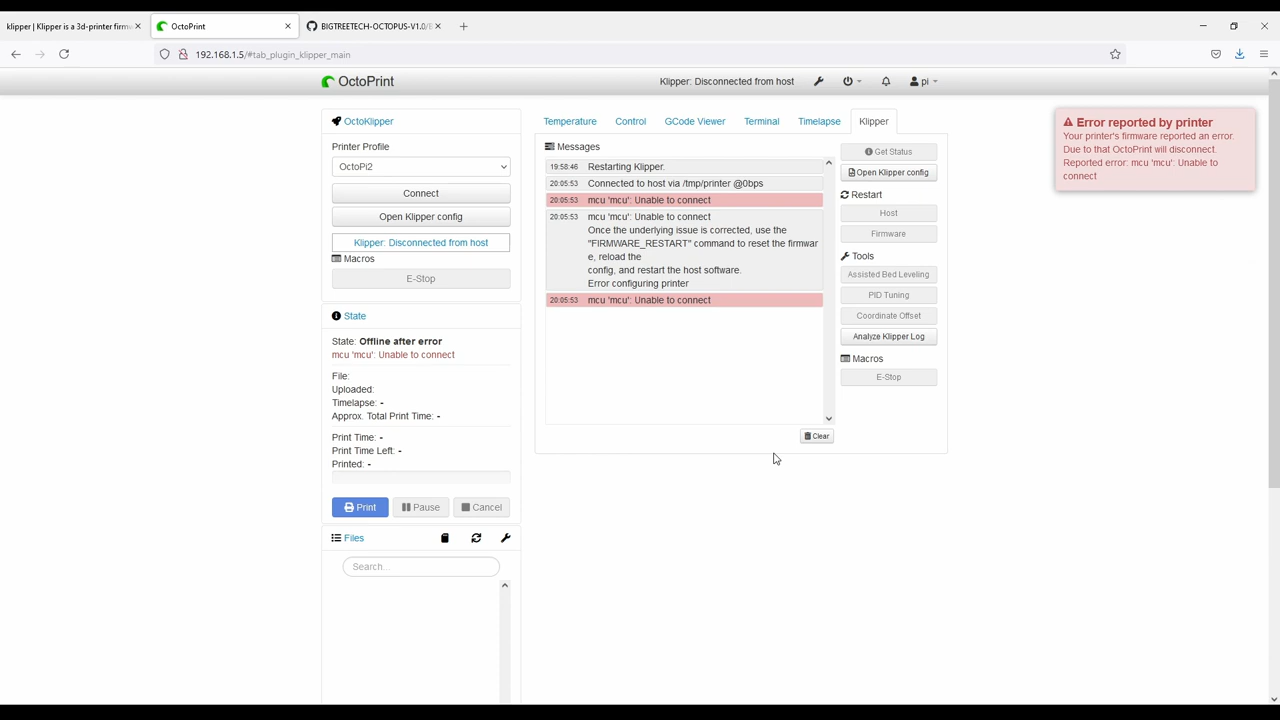 klipper | Klipper is a 3d-printer firmw
OctoPrint
BIGTREETECH-OCTOPUS-V1.0/B
192.168.1.5/#tab_plugin_klipper_main
OctoPrint
Klipper: Disconnected from host
pi
OctoKlipper
Printer Profile
OctoPi2
Connect
Open Klipper config
Klipper: Disconnected from host
Macros
E-Stop
State
State: Offline after error
mcu 'mcu': Unable to connect
File:
Uploaded:
Timelapse: -
Approx. Total Print Time: -
Print Time: -
Print Time Left: -
Printed: -
Print
Pause
Cancel
Files
Search...
Temperature
Control
GCode Viewer
Terminal
Timelapse
Klipper
Messages
19:58:46 Restarting Klipper.
20:05:53 Connected to host via /tmp/printer @0bps
20:05:53 mcu 'mcu': Unable to connect
20:05:53 mcu 'mcu': Unable to connect
Once the underlying issue is corrected, use the
"FIRMWARE_RESTART" command to reset the firmwar
e, reload the
config, and restart the host software.
Error configuring printer
20:05:53 mcu 'mcu': Unable to connect
Clear
Get Status
Open Klipper config
Restart
Host
Firmware
Tools
Assisted Bed Leveling
PID Tuning
Coordinate Offset
Analyze Klipper Log
Macros
E-Stop
Error reported by printer
Your printer's firmware reported an error.
Due to that OctoPrint will disconnect.
Reported error: mcu 'mcu': Unable to
connect